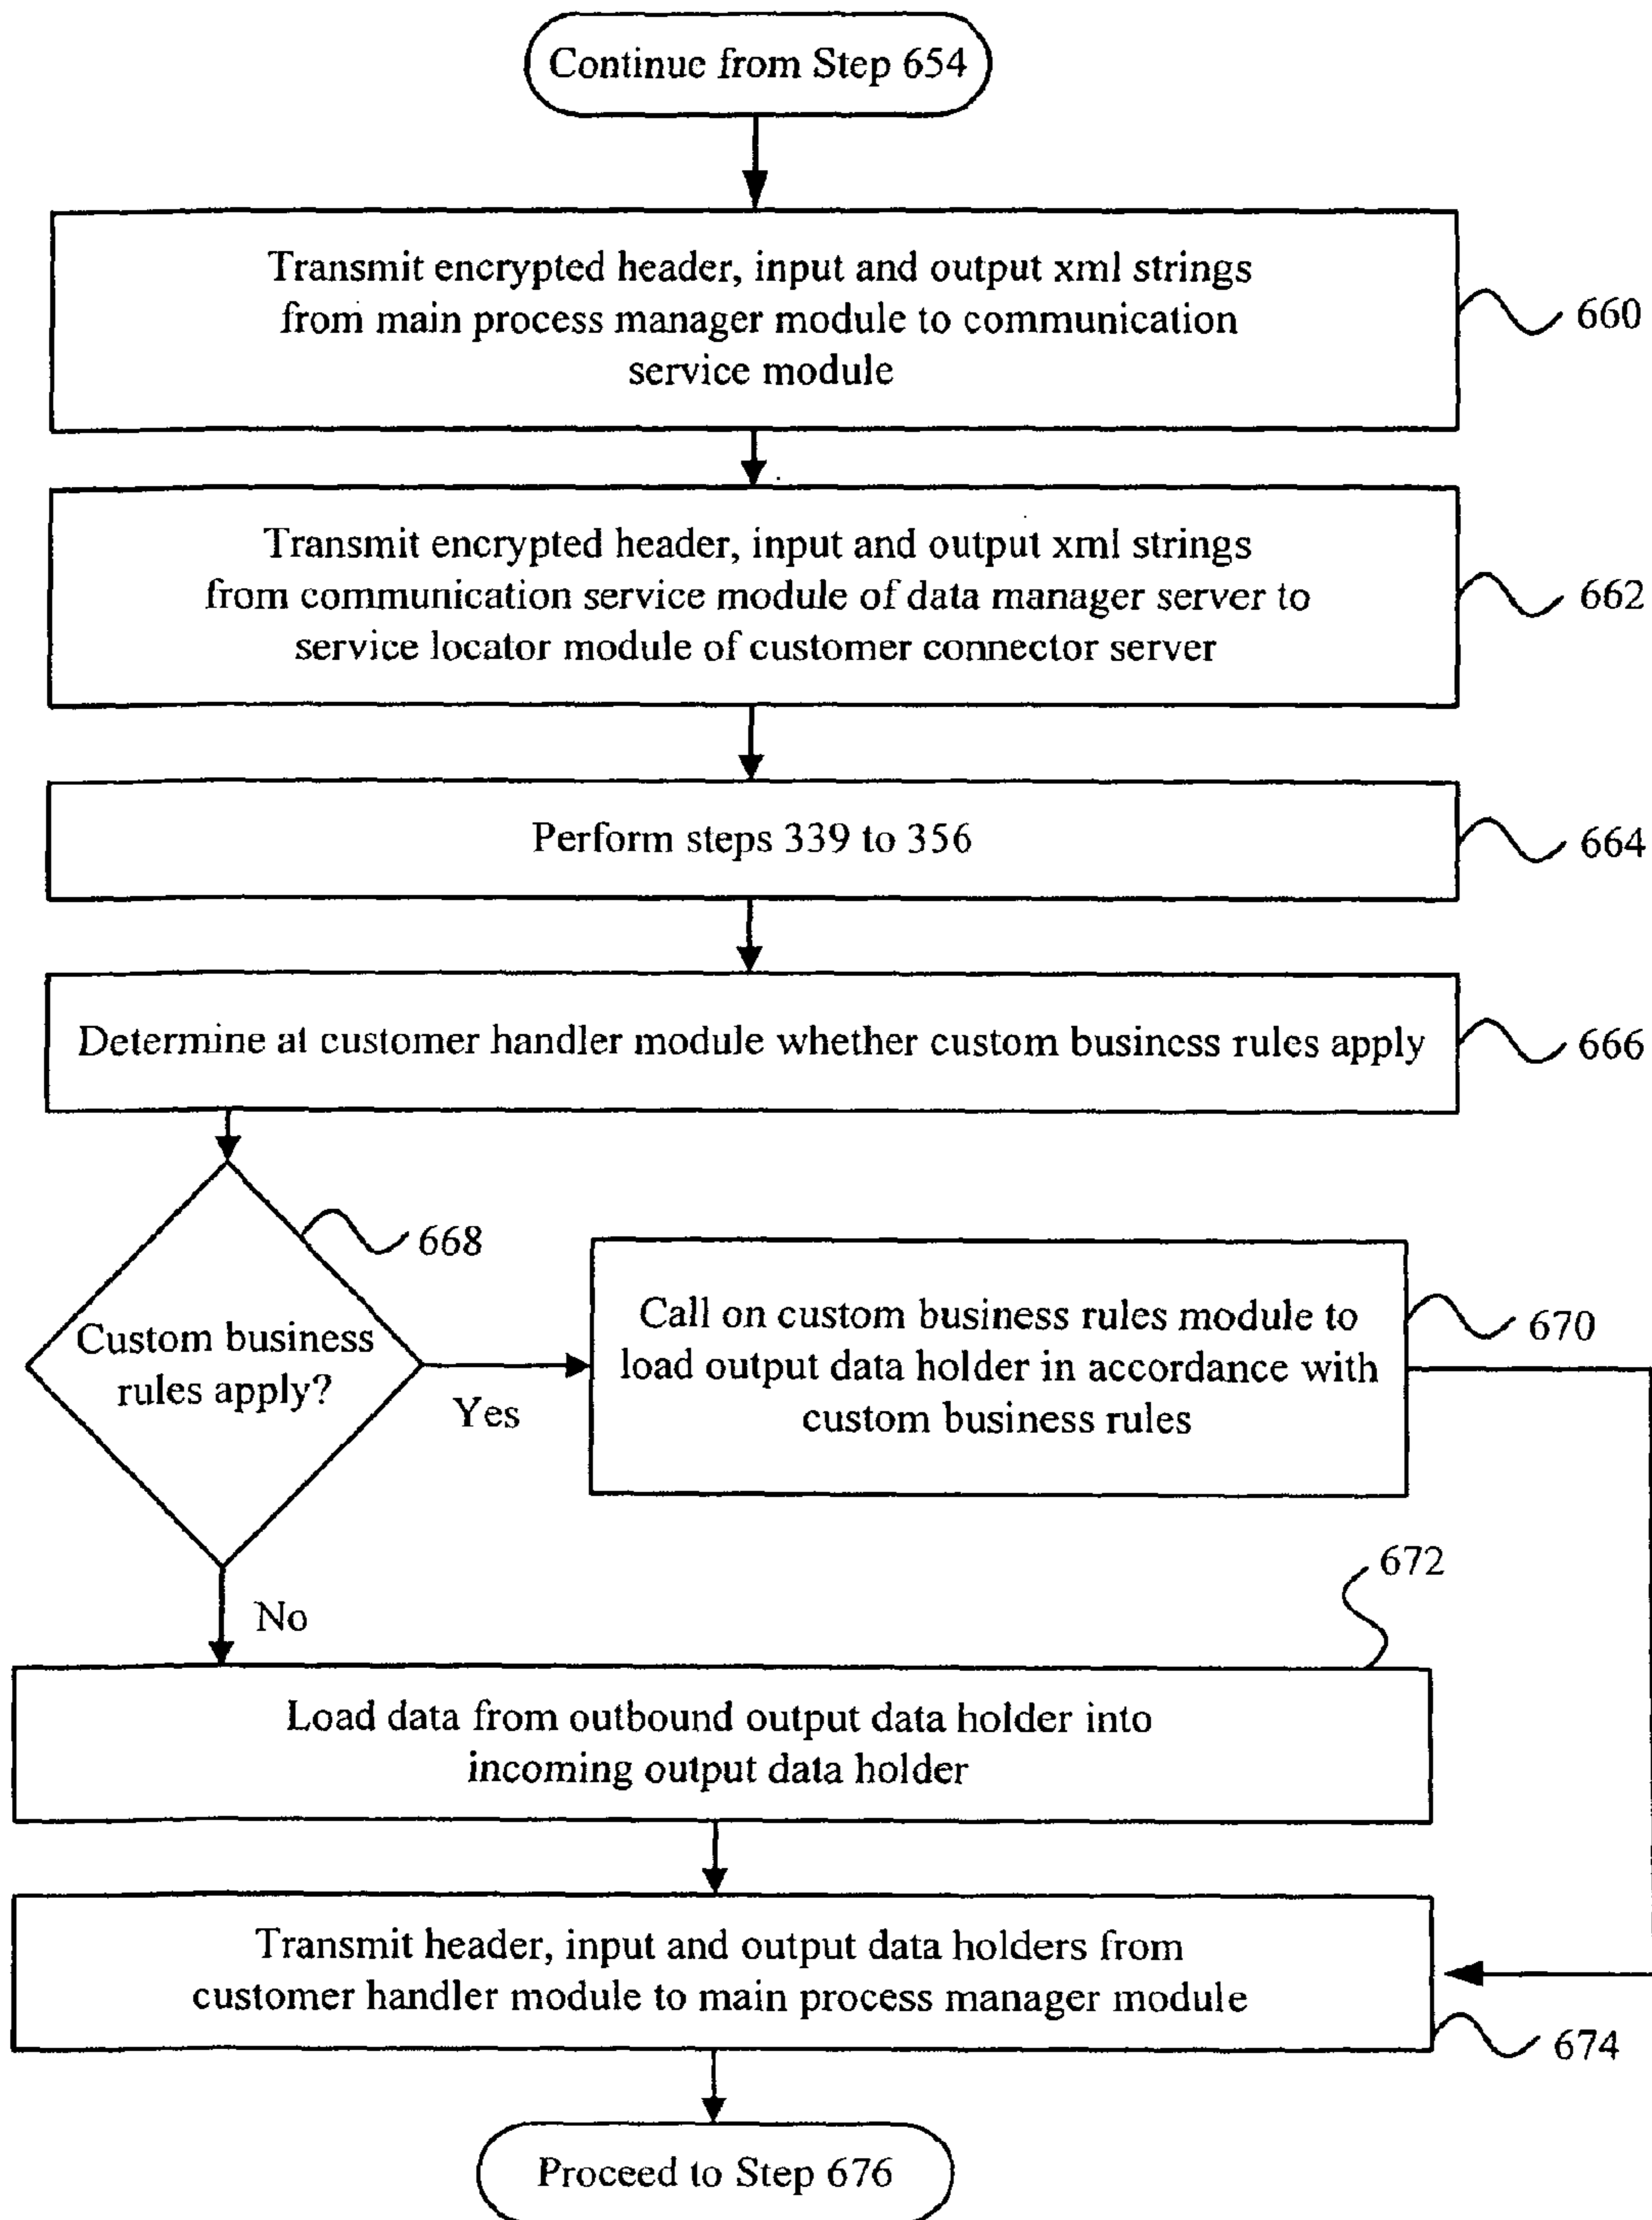 Continue from Step 654
Transmit encrypted header, input and output xml strings
from main process manager module to communication
service module
660
Transmit encrypted header, input and output xml strings
from communication service module of data manager server to
service locator module of customer connector server
662
Perform steps 339 to 356
664
Determine at customer handler module whether custom business rules apply
666
668
Custom business
rules apply?
Yes
Call on custom business rules module to
load output data holder in accordance with
custom business rules
670
No
672
Load data from outbound output data holder into
incoming output data holder
Transmit header, input and output data holders from
customer handler module to main process manager module
674
Proceed to Step 676